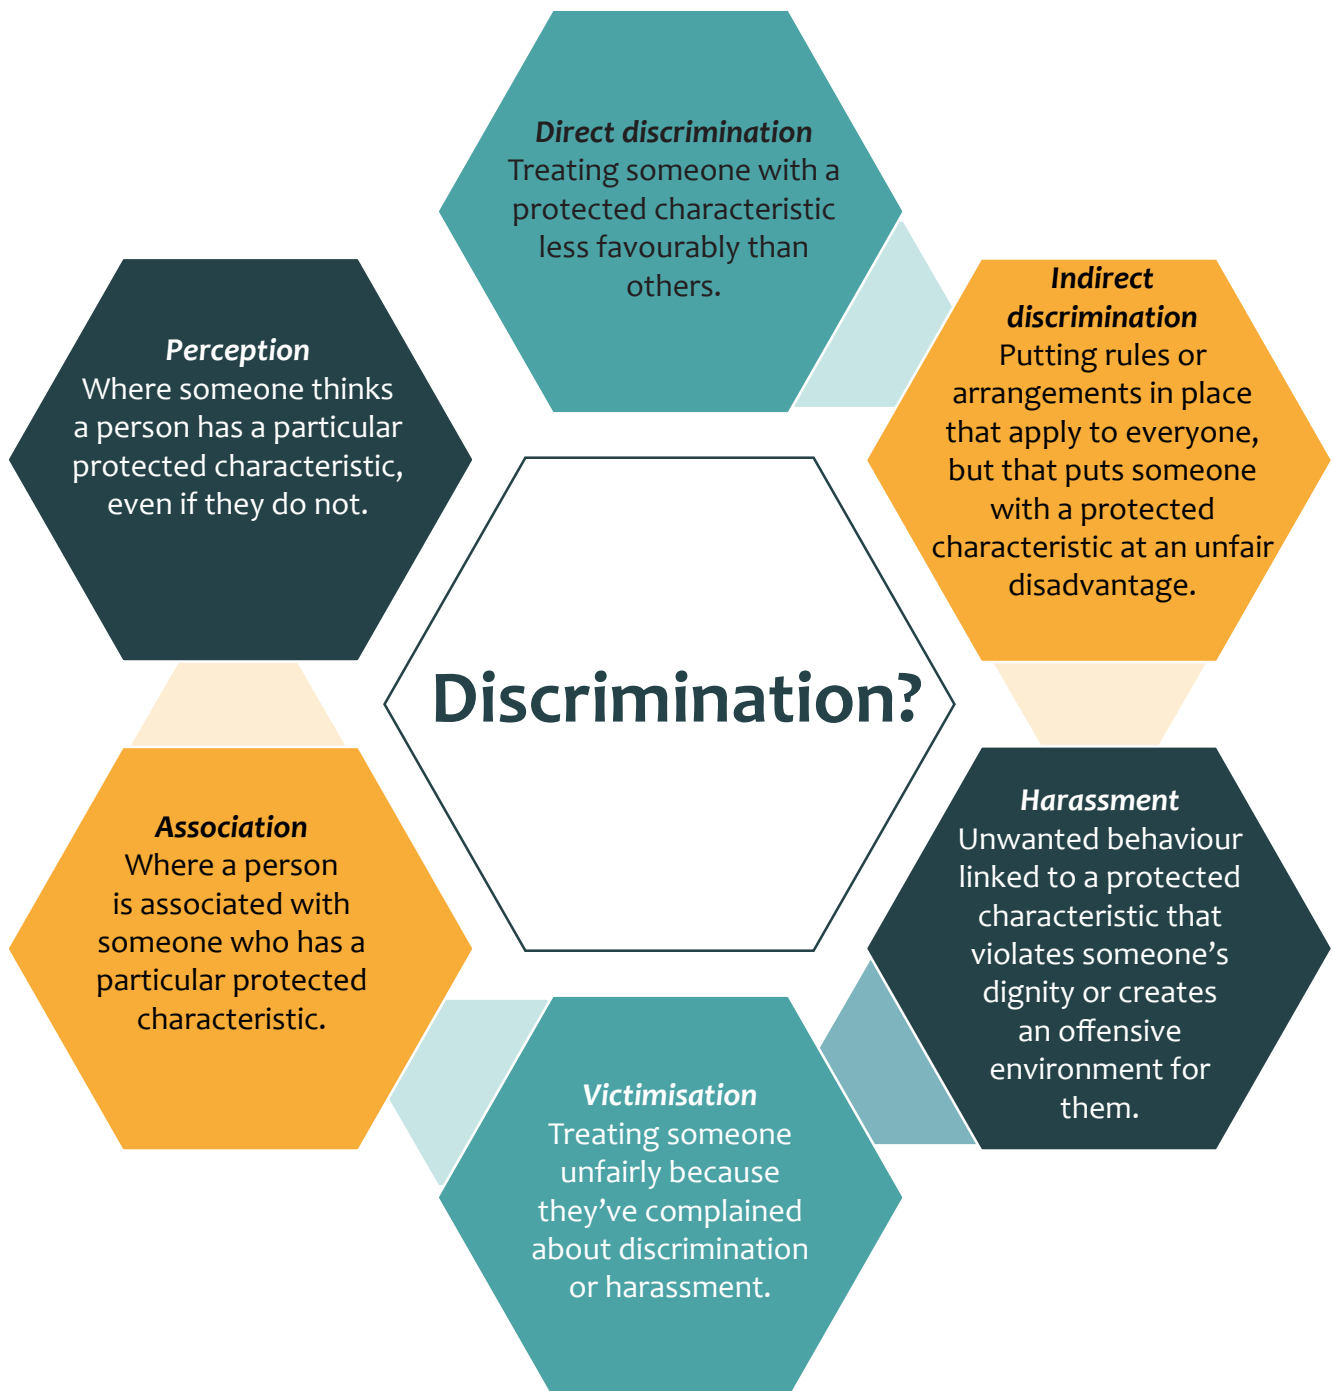 Direct discrimination
Treating someone with a
protected characteristic
less favourably than
others.
Indirect
discrimination
Putting rules or
arrangements in place
that apply to everyone,
but that puts someone
with a protected
characteristic at an unfair
disadvantage.
Perception
Where someone thinks
a person has a particular
protected characteristic,
even if they do not.
Discrimination?
Harassment
Unwanted behaviour
linked to a protected
characteristic that
violates someone’s
dignity or creates
an offensive
environment for
them.
Association
Where a person
is associated with
someone who has a
particular protected
characteristic.
Victimisation
Treating someone
unfairly because
they’ve complained
about discrimination
or harassment.